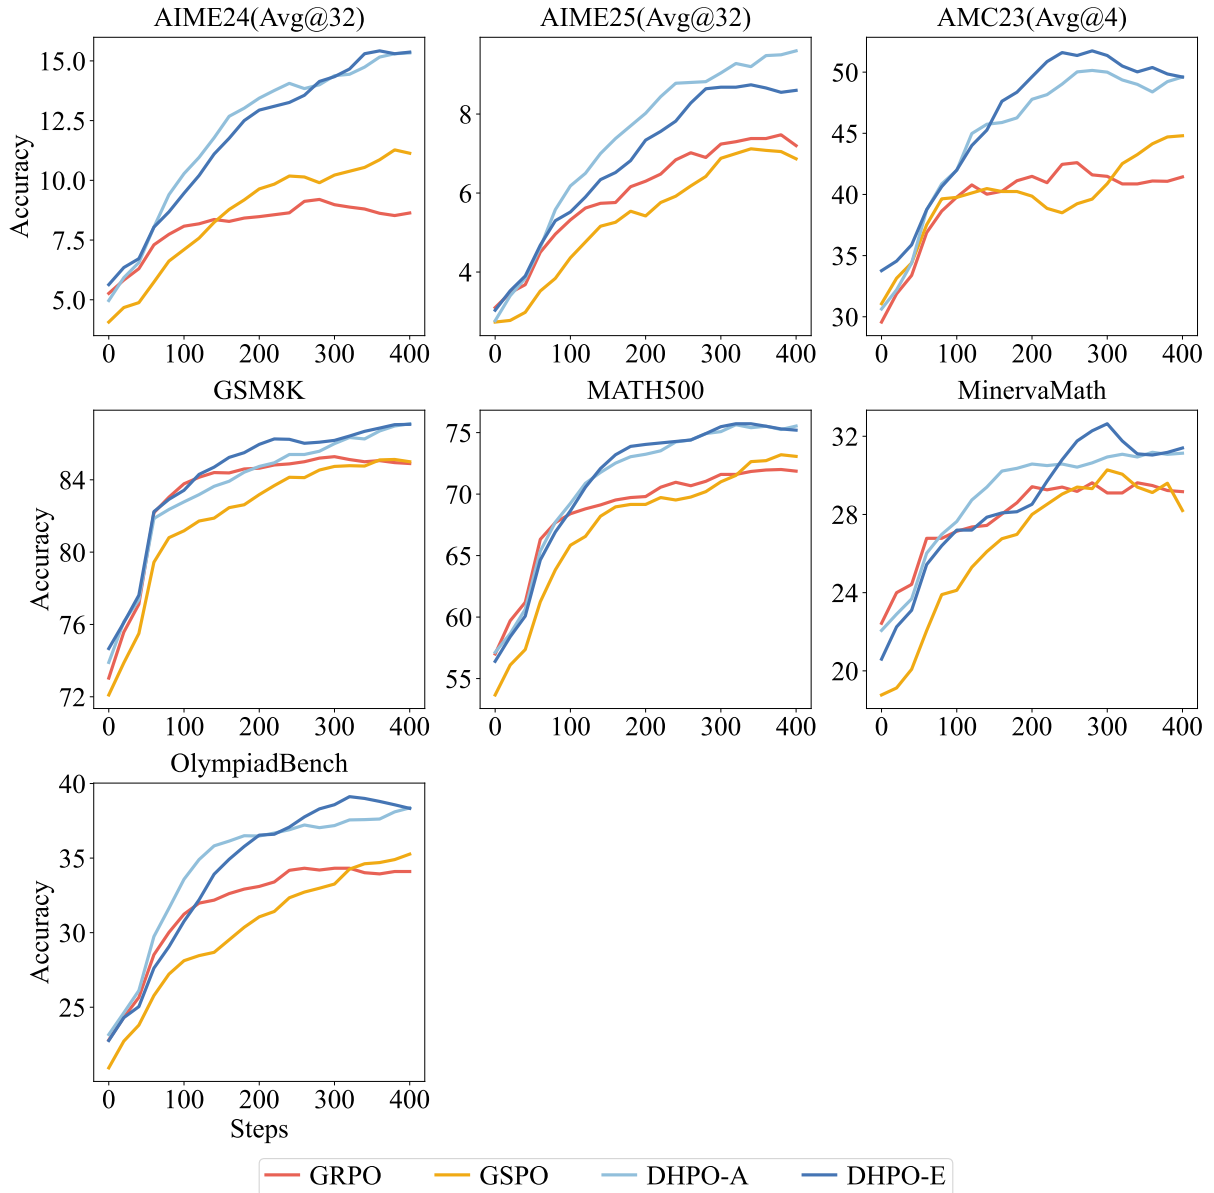 AIME24(Avg@32)
AIME25(Avg@32)
AMC23(Avg@4)
Accuracy
15.0
12.5
10.0
7.5
5.0
0 100 200 300 400
8
6
4
0 100 200 300 400
50
45
40
35
30
0 100 200 300 400
GSM8K
MATH500
MinervaMath
Accuracy
84
80
76
72
0 100 200 300 400
75
70
65
60
55
0 100 200 300 400
32
28
24
20
0 100 200 300 400
OlympiadBench
Accuracy
40
35
30
25
0 100 200 300 400
Steps
GRPO GSPO DHPO-A DHPO-E